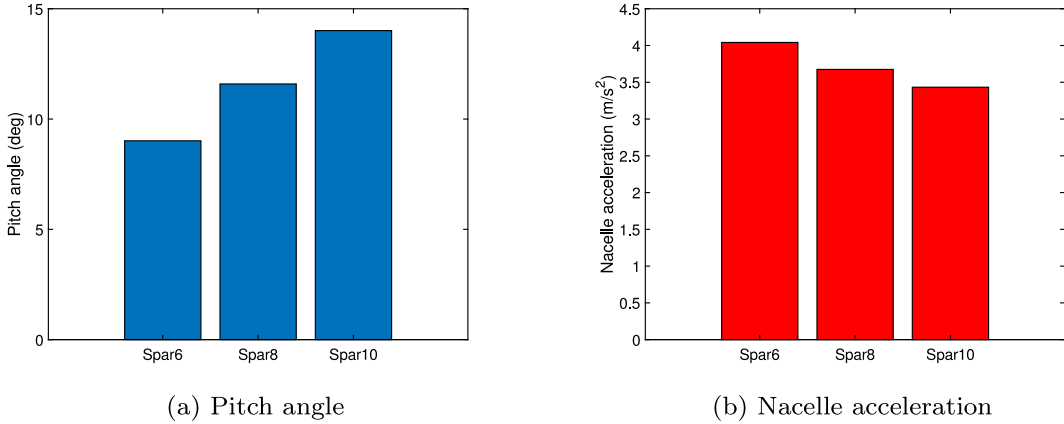 15
10
5
0
Pitch angle (deg)
Spar6 Spar8 Spar10
(a) Pitch angle
4.5
4
3.5
3
2.5
2
1.5
1
0.5
0
Nacelle acceleration (m/s²)
Spar6 Spar8 Spar10
(b) Nacelle acceleration